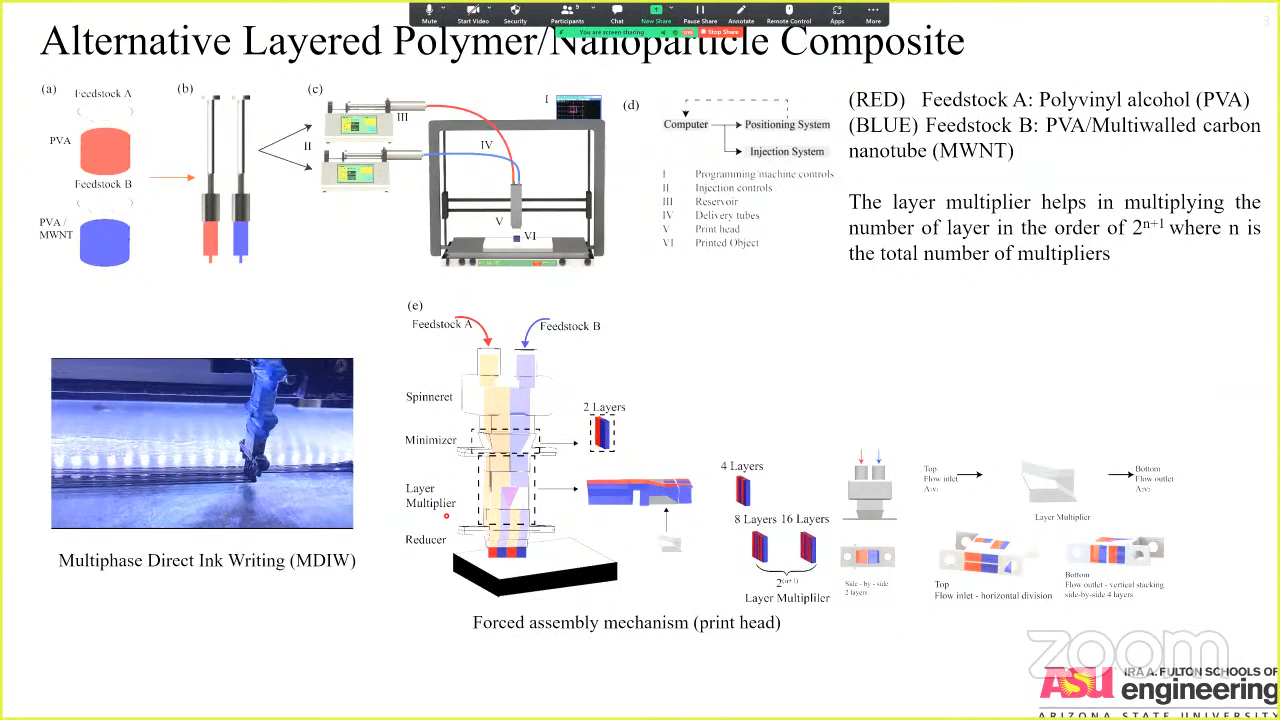 Mute
Start Video
Security
Participants
9
Chat
New Share
Pause Share
Annotate
Remote Control
Apps
More
You are screen sharing
Stop Share
Alternative Layered Polymer/Nanoparticle Composite
(a)
Feedstock A
PVA
Feedstock B
PVA /
MWNT
(b)
(c)
II
III
IV
I
V
VI
(d)
Computer
Positioning System
Injection System
I Programming machine controls
II Injection controls
III Reservoir
IV Delivery tubes
V Print head
VI Printed Object
(RED) Feedstock A: Polyvinyl alcohol (PVA)
(BLUE) Feedstock B: PVA/Multiwalled carbon
nanotube (MWNT)
The layer multiplier helps in multiplying the
number of layer in the order of 2ⁿ⁺¹ where n is
the total number of multipliers
Multiphase Direct Ink Writing (MDIW)
(e)
Feedstock A
Feedstock B
Spinneret
Minimizer
Layer
Multiplier
Reducer
2 Layers
4 Layers
8 Layers 16 Layers
2⁽ⁿ⁺¹⁾
Layer Multipliler
Forced assembly mechanism (print head)
Side - by - side
2 layers
Top
Flow inlet
Layer Multiplier
Bottom
Flow outlet
Top
Flow inlet - horizontal division
Bottom
Flow outlet - vertical stacking
side-by-side 4 layers
zoom
ASU
IRA A. FULTON SCHOOLS OF
engineering
ARIZONA STATE UNIVERSITY